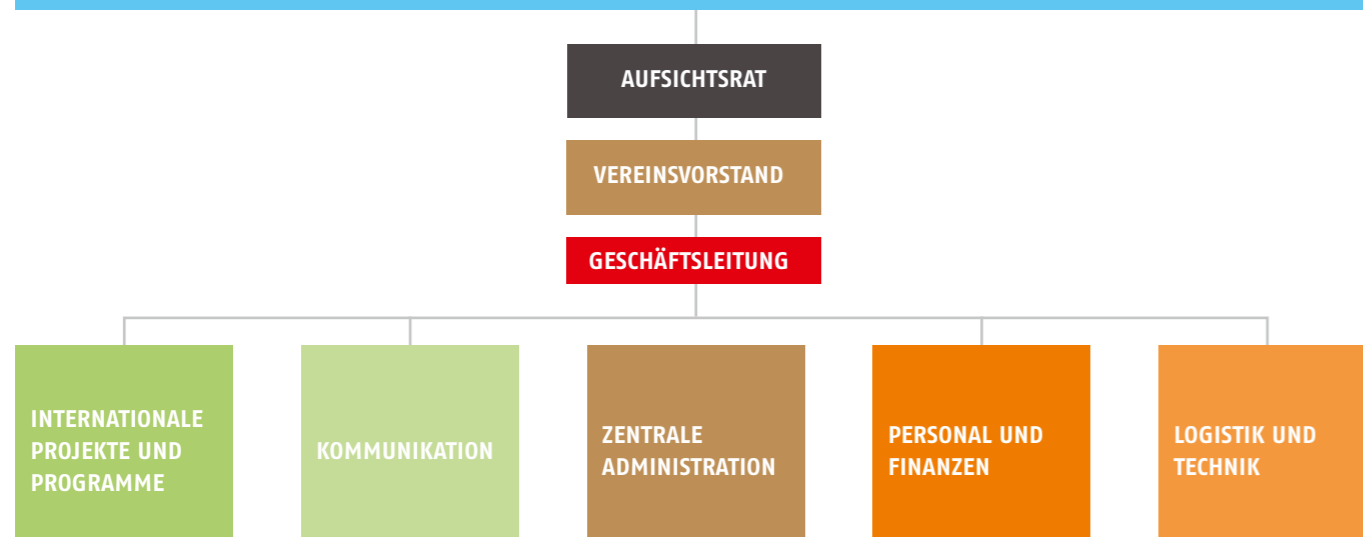 AUFSICHTSRAT
VEREINSVORSTAND
GESCHÄFTSLEITUNG
INTERNATIONALE
PROJEKTE UND
PROGRAMME
KOMMUNIKATION
ZENTRALE
ADMINISTRATION
PERSONAL UND
FINANZEN
LOGISTIK UND
TECHNIK